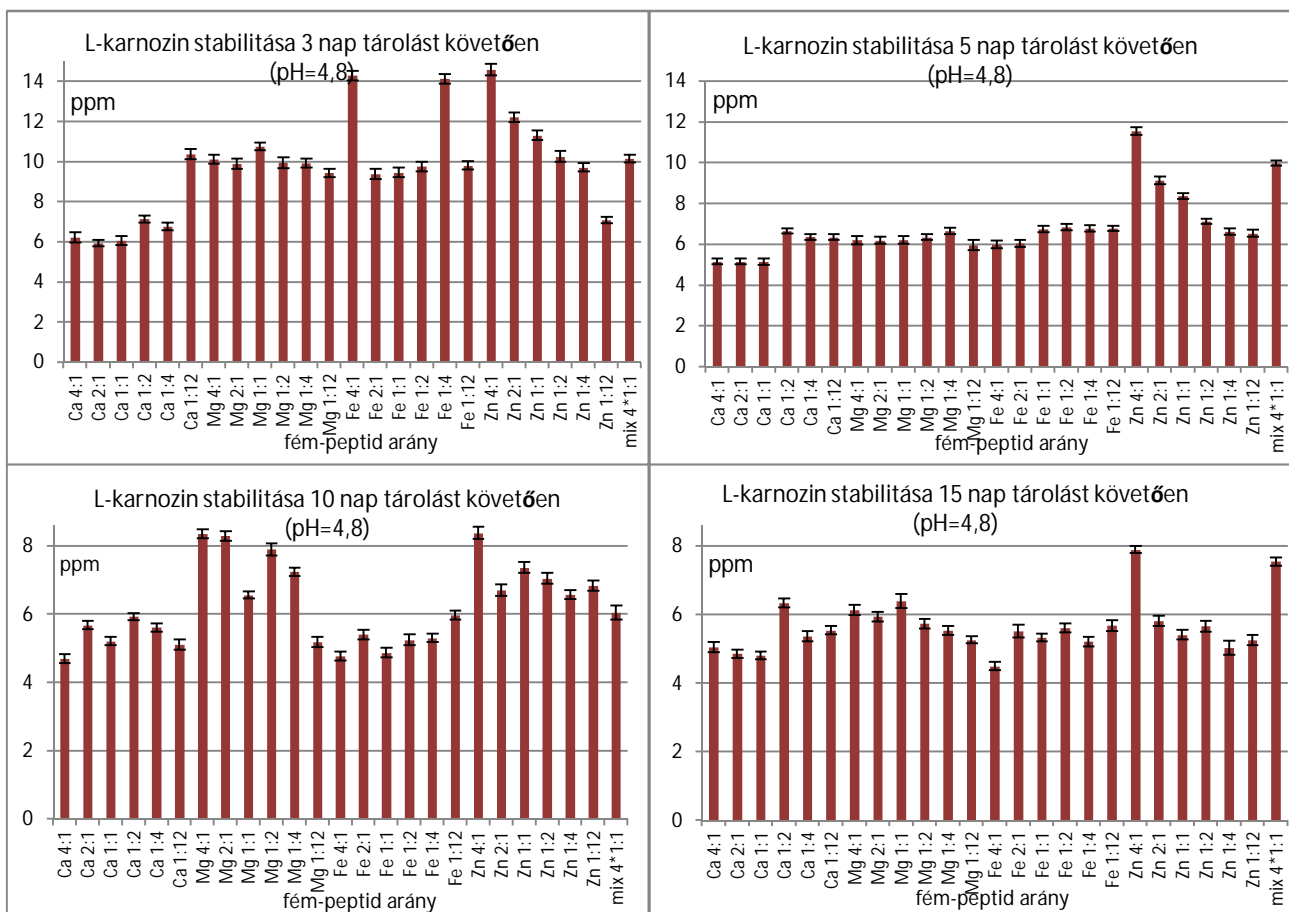 L-karnozin stabilitása 3 nap tárolást követően
(pH=4,8)
ppm
14
12
10
8
6
4
2
0
Ca 4:1
Ca 2:1
Ca 1:1
Ca 1:2
Ca 1:4
Ca 1:12
Mg 4:1
Mg 2:1
Mg 1:1
Mg 1:2
Mg 1:4
Mg 1:12
Fe 4:1
Fe 2:1
Fe 1:1
Fe 1:2
Fe 1:4
Fe 1:12
Zn 4:1
Zn 2:1
Zn 1:1
Zn 1:2
Zn 1:4
Zn 1:12
mix 4*1:1
fém-peptid arány
L-karnozin stabilitása 5 nap tárolást követően
(pH=4,8)
ppm
14
12
10
8
6
4
2
0
Ca 4:1
Ca 2:1
Ca 1:1
Ca 1:2
Ca 1:4
Ca 1:12
Mg 4:1
Mg 2:1
Mg 1:1
Mg 1:2
Mg 1:4
Mg 1:12
Fe 4:1
Fe 2:1
Fe 1:1
Fe 1:2
Fe 1:4
Fe 1:12
Zn 4:1
Zn 2:1
Zn 1:1
Zn 1:2
Zn 1:4
Zn 1:12
mix 4*1:1
fém-peptid arány
L-karnozin stabilitása 10 nap tárolást követően
(pH=4,8)
ppm
8
6
4
2
0
Ca 4:1
Ca 2:1
Ca 1:1
Ca 1:2
Ca 1:4
Ca 1:12
Mg 4:1
Mg 2:1
Mg 1:1
Mg 1:2
Mg 1:4
Mg 1:12
Fe 4:1
Fe 2:1
Fe 1:1
Fe 1:2
Fe 1:4
Fe 1:12
Zn 4:1
Zn 2:1
Zn 1:1
Zn 1:2
Zn 1:4
Zn 1:12
mix 4*1:1
fém-peptid arány
L-karnozin stabilitása 15 nap tárolást követően
(pH=4,8)
ppm
8
6
4
2
0
Ca 4:1
Ca 2:1
Ca 1:1
Ca 1:2
Ca 1:4
Ca 1:12
Mg 4:1
Mg 2:1
Mg 1:1
Mg 1:2
Mg 1:4
Mg 1:12
Fe 4:1
Fe 2:1
Fe 1:1
Fe 1:2
Fe 1:4
Fe 1:12
Zn 4:1
Zn 2:1
Zn 1:1
Zn 1:2
Zn 1:4
Zn 1:12
mix 4*1:1
fém-peptid arány